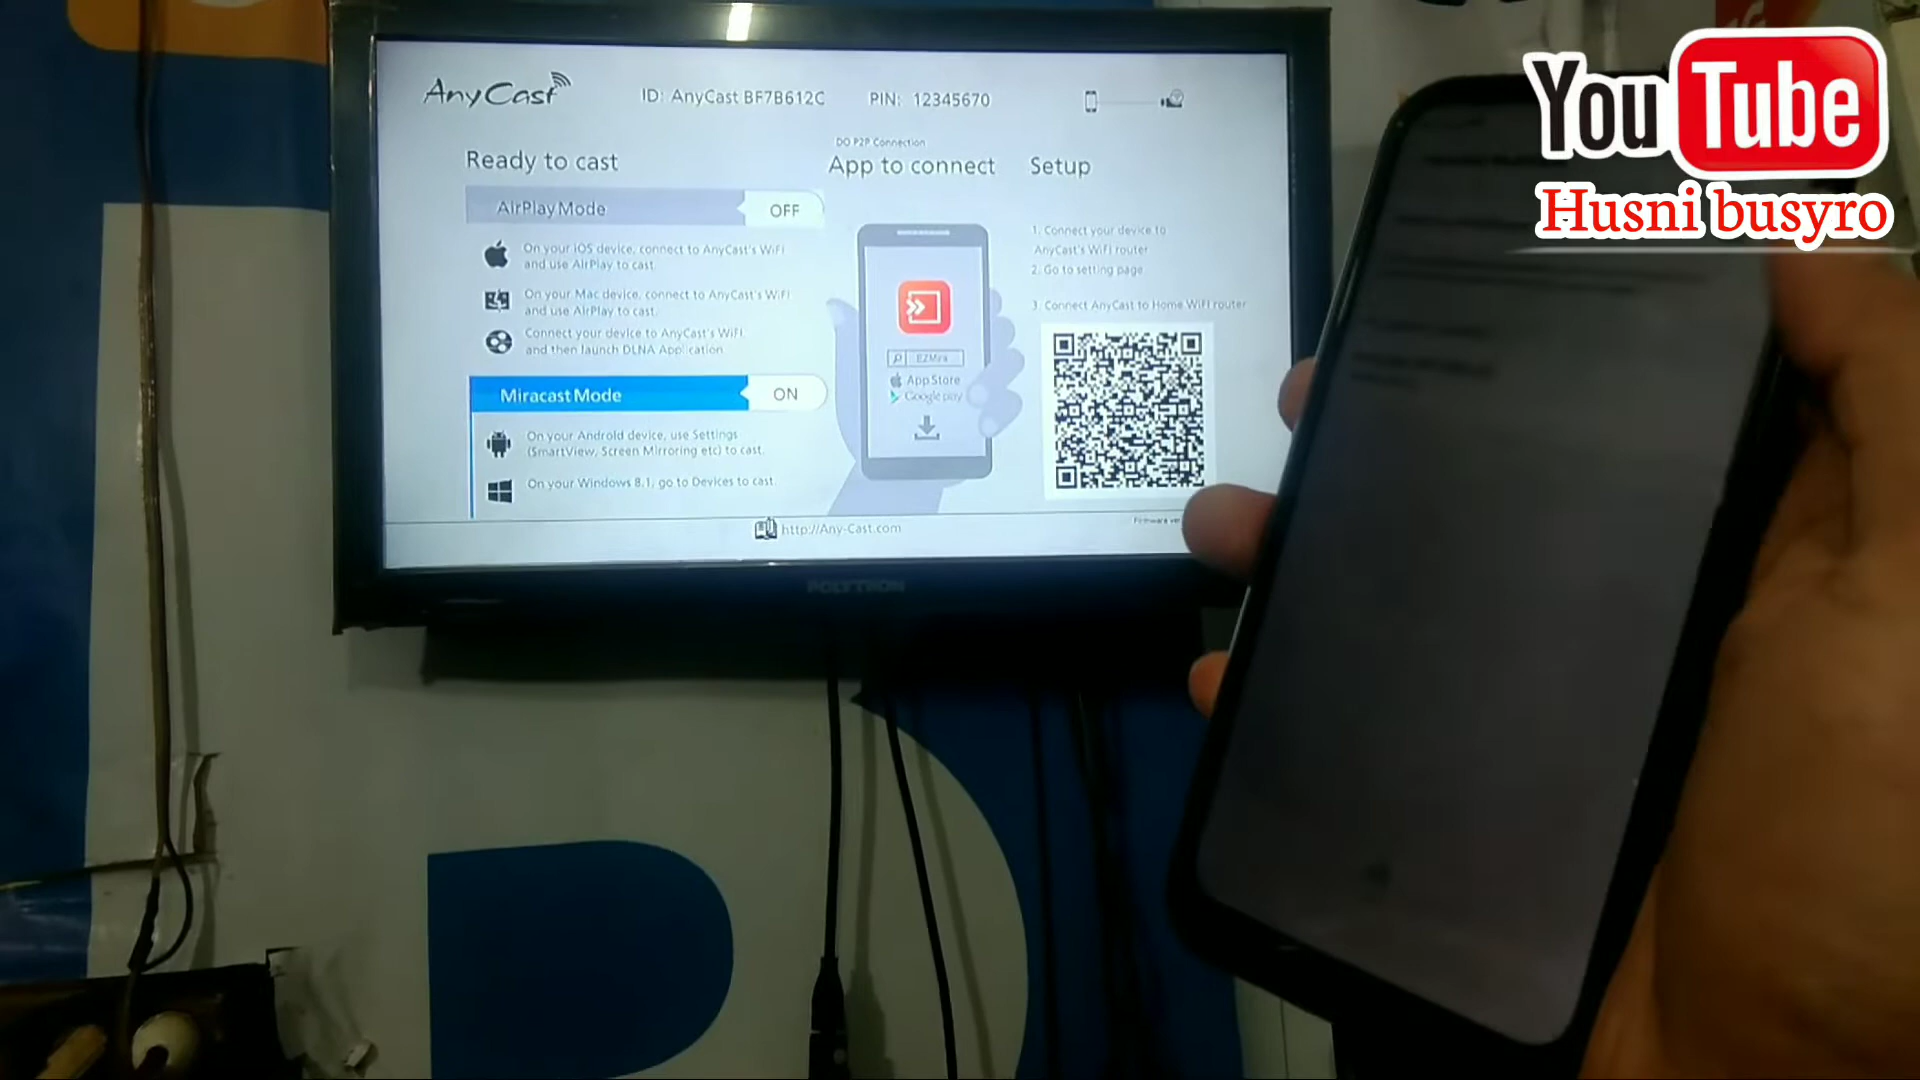 YouTube
Husni busyro
AnyCast
ID: AnyCast BF7B612C
PIN: 12345670
Ready to cast
AirPlay Mode
OFF
On your iOS device, connect to AnyCast's WiFi
and use AirPlay to cast.
On your Mac device, connect to AnyCast's WiFi
and use AirPlay to cast.
Connect your device to AnyCast's WiFi,
and then launch DLNA Application
Miracast Mode
ON
On your Android device, use Settings
(SmartView, Screen Mirroring etc) to cast.
On your Windows 8.1, go to Devices to cast.
DO P2P Connection
App to connect
EZMira
App Store
Google play
Setup
1. Connect your device to
AnyCast's WiFi router
2. Go to setting page
3. Connect AnyCast to Home WiFi router
http://Any-Cast.com
Firmware
POLYTRON